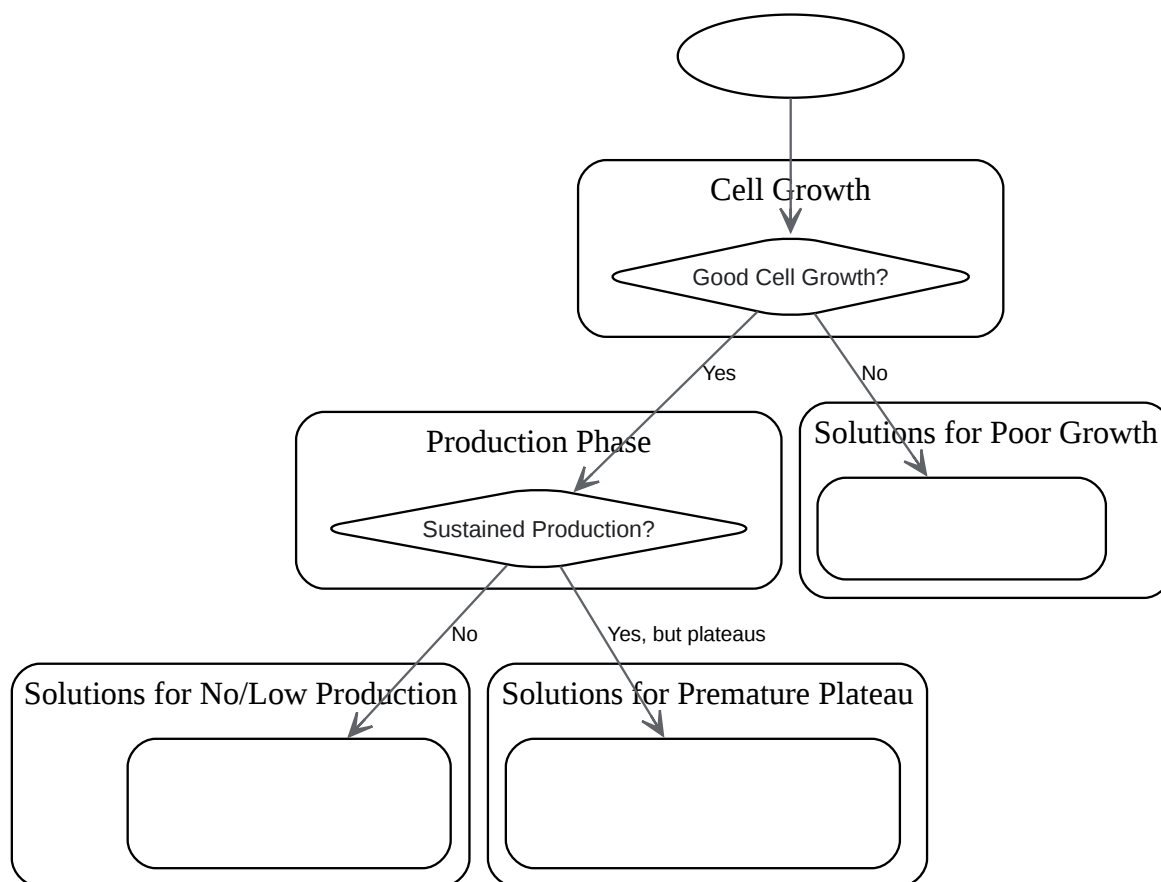 Cell Growth
Good Cell Growth?
Yes
No
Production Phase
Solutions for Poor Growth
Sustained Production?
No
Yes, but plateaus
Solutions for No/Low Production
Solutions for Premature Plateau